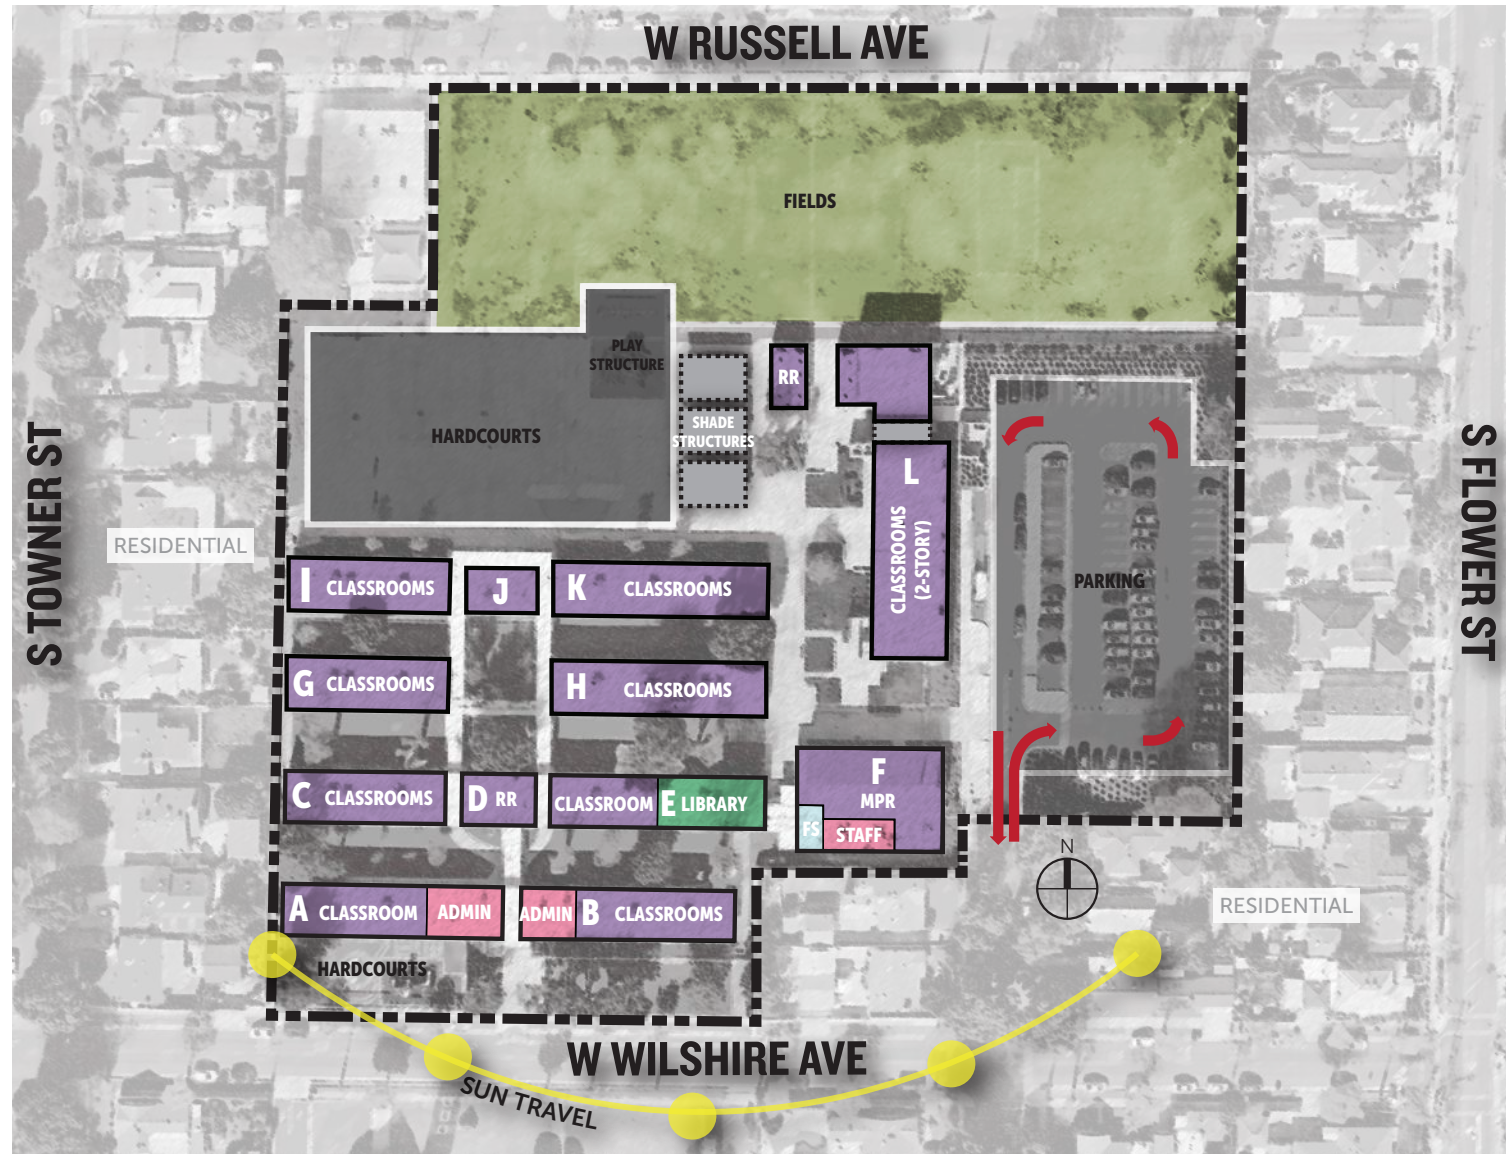 W RUSSELL AVE
FIELDS
PLAY
STRUCTURE
RR
HARDCOURTS
SHADE
STRUCTURES
L
CLASSROOMS
(2-STORY)
S TOWNER ST
S FLOWER ST
RESIDENTIAL
PARKING
I CLASSROOMS
J
K CLASSROOMS
G CLASSROOMS
H CLASSROOMS
F
MPR
C CLASSROOMS
D RR
CLASSROOM E LIBRARY
FS
STAFF
N
A CLASSROOM ADMIN
ADMIN B CLASSROOMS
RESIDENTIAL
HARDCOURTS
W WILSHIRE AVE
SUN TRAVEL